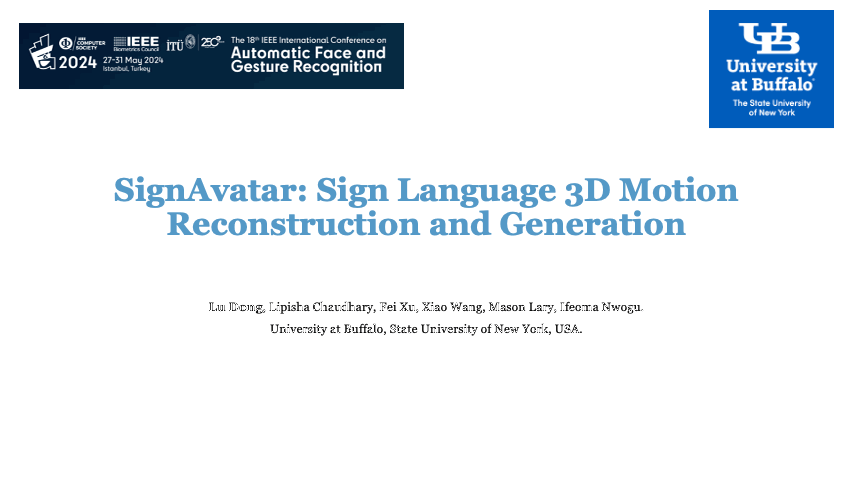 IEEE COMPUTER SOCIETY
IEEE Biometrics Council
İTÜ
250
2024
27-31 May 2024
Istanbul, Turkey
The 18th IEEE International Conference on
Automatic Face and
Gesture Recognition
UB
University
at Buffalo
The State University
of New York
SignAvatar: Sign Language 3D Motion
Reconstruction and Generation
Lu Dong, Lipisha Chaudhary, Fei Xu, Xiao Wang, Mason Lary, Ifeoma Nwogu.
University at Buffalo, State University of New York, USA.